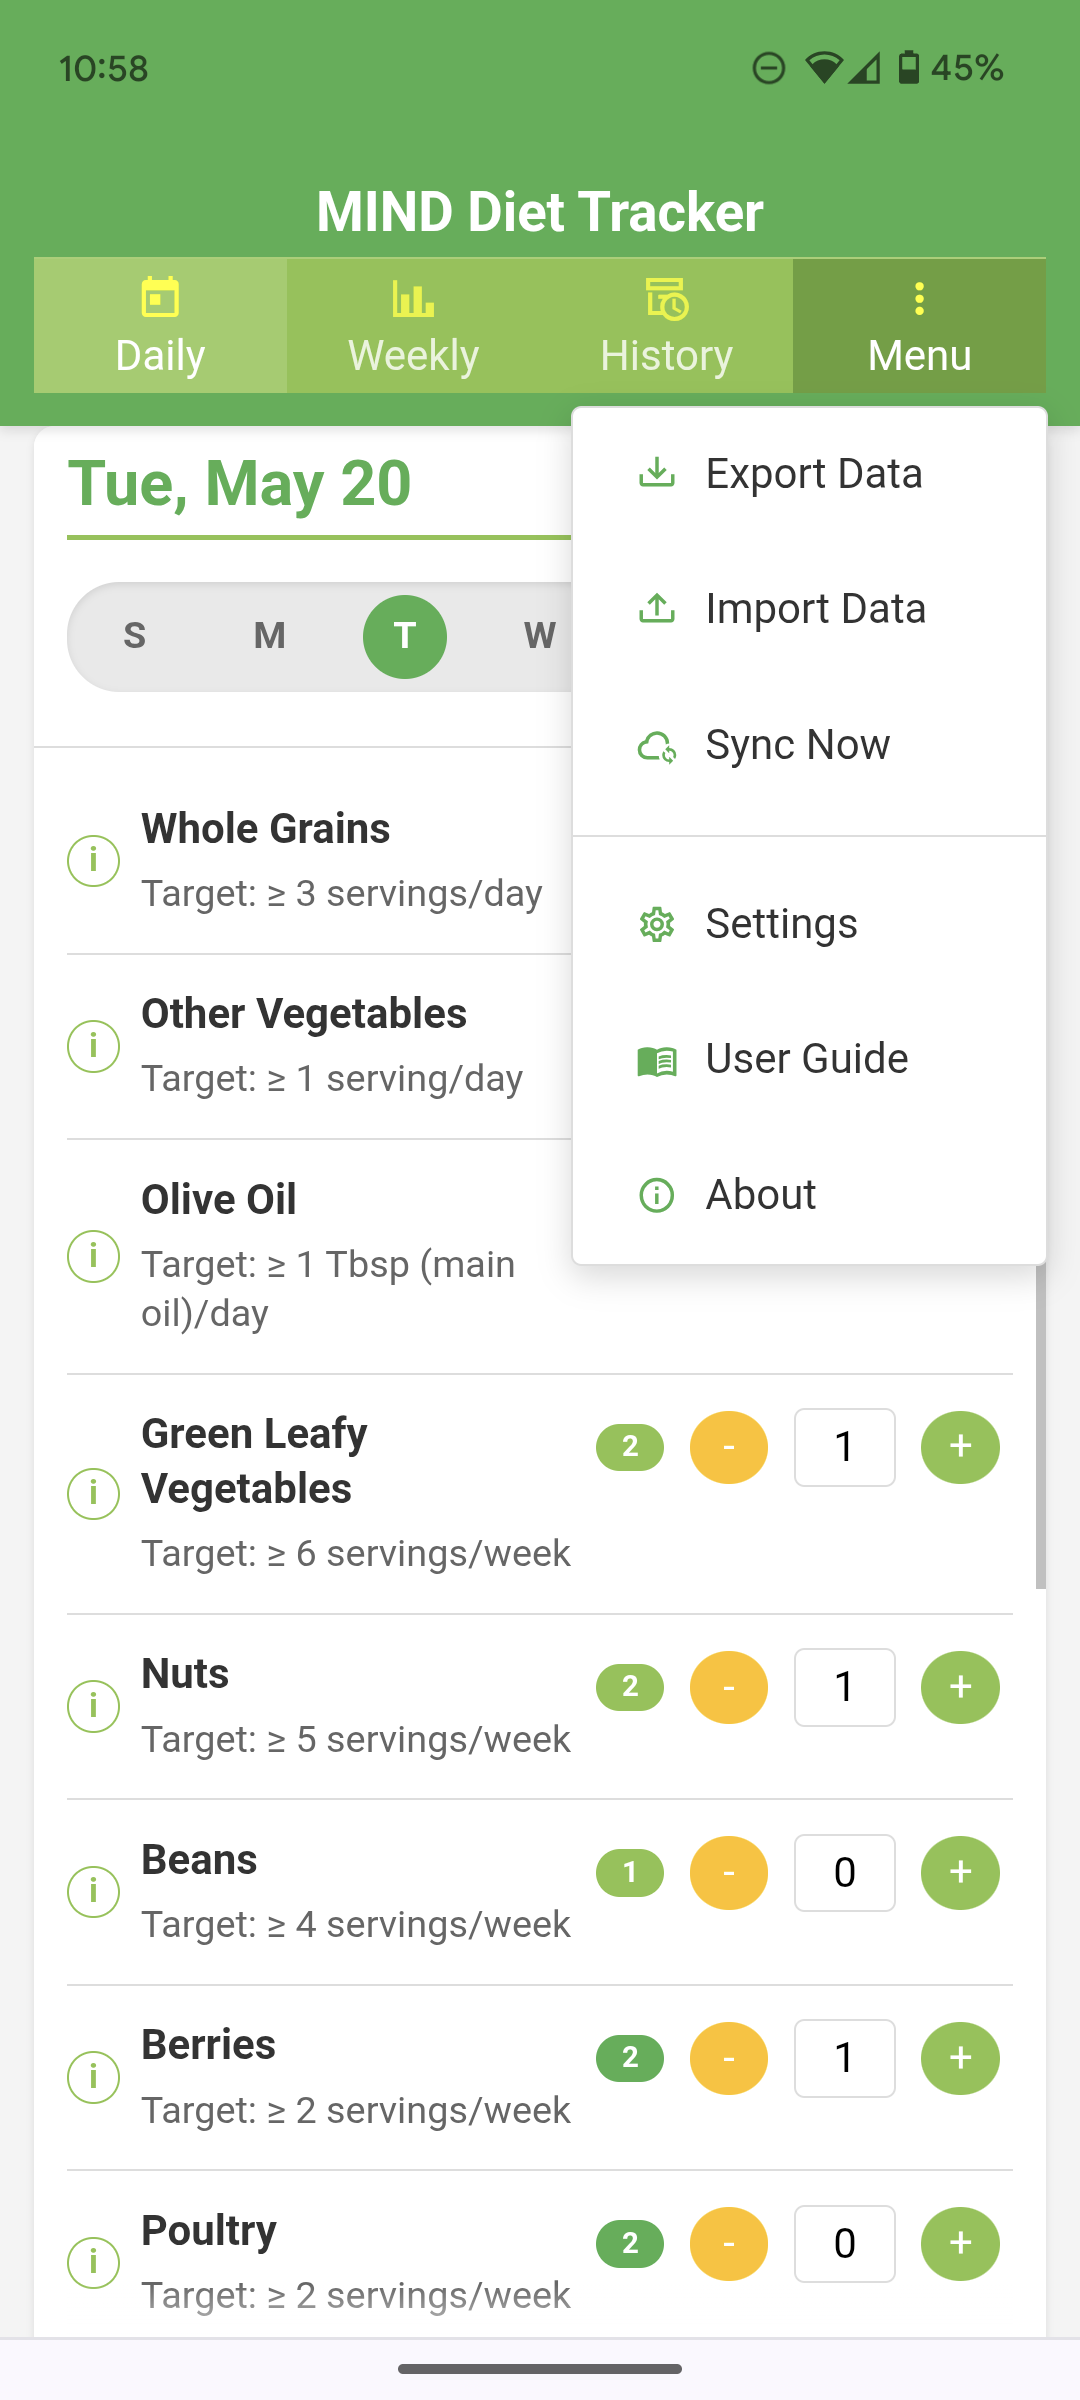 10:58
45%
MIND Diet Tracker
Daily
Weekly
History
Menu
Tue, May 20
S M T W
Export Data
Import Data
Sync Now
Settings
User Guide
About
i
Whole Grains
Target: ≥ 3 servings/day
i
Other Vegetables
Target: ≥ 1 serving/day
i
Olive Oil
Target: ≥ 1 Tbsp (main
oil)/day
i
Green Leafy
Vegetables
Target: ≥ 6 servings/week
2 - 1 +
i
Nuts
Target: ≥ 5 servings/week
2 - 1 +
i
Beans
Target: ≥ 4 servings/week
1 - 0 +
i
Berries
Target: ≥ 2 servings/week
2 - 1 +
i
Poultry
Target: ≥ 2 servings/week
2 - 0 +